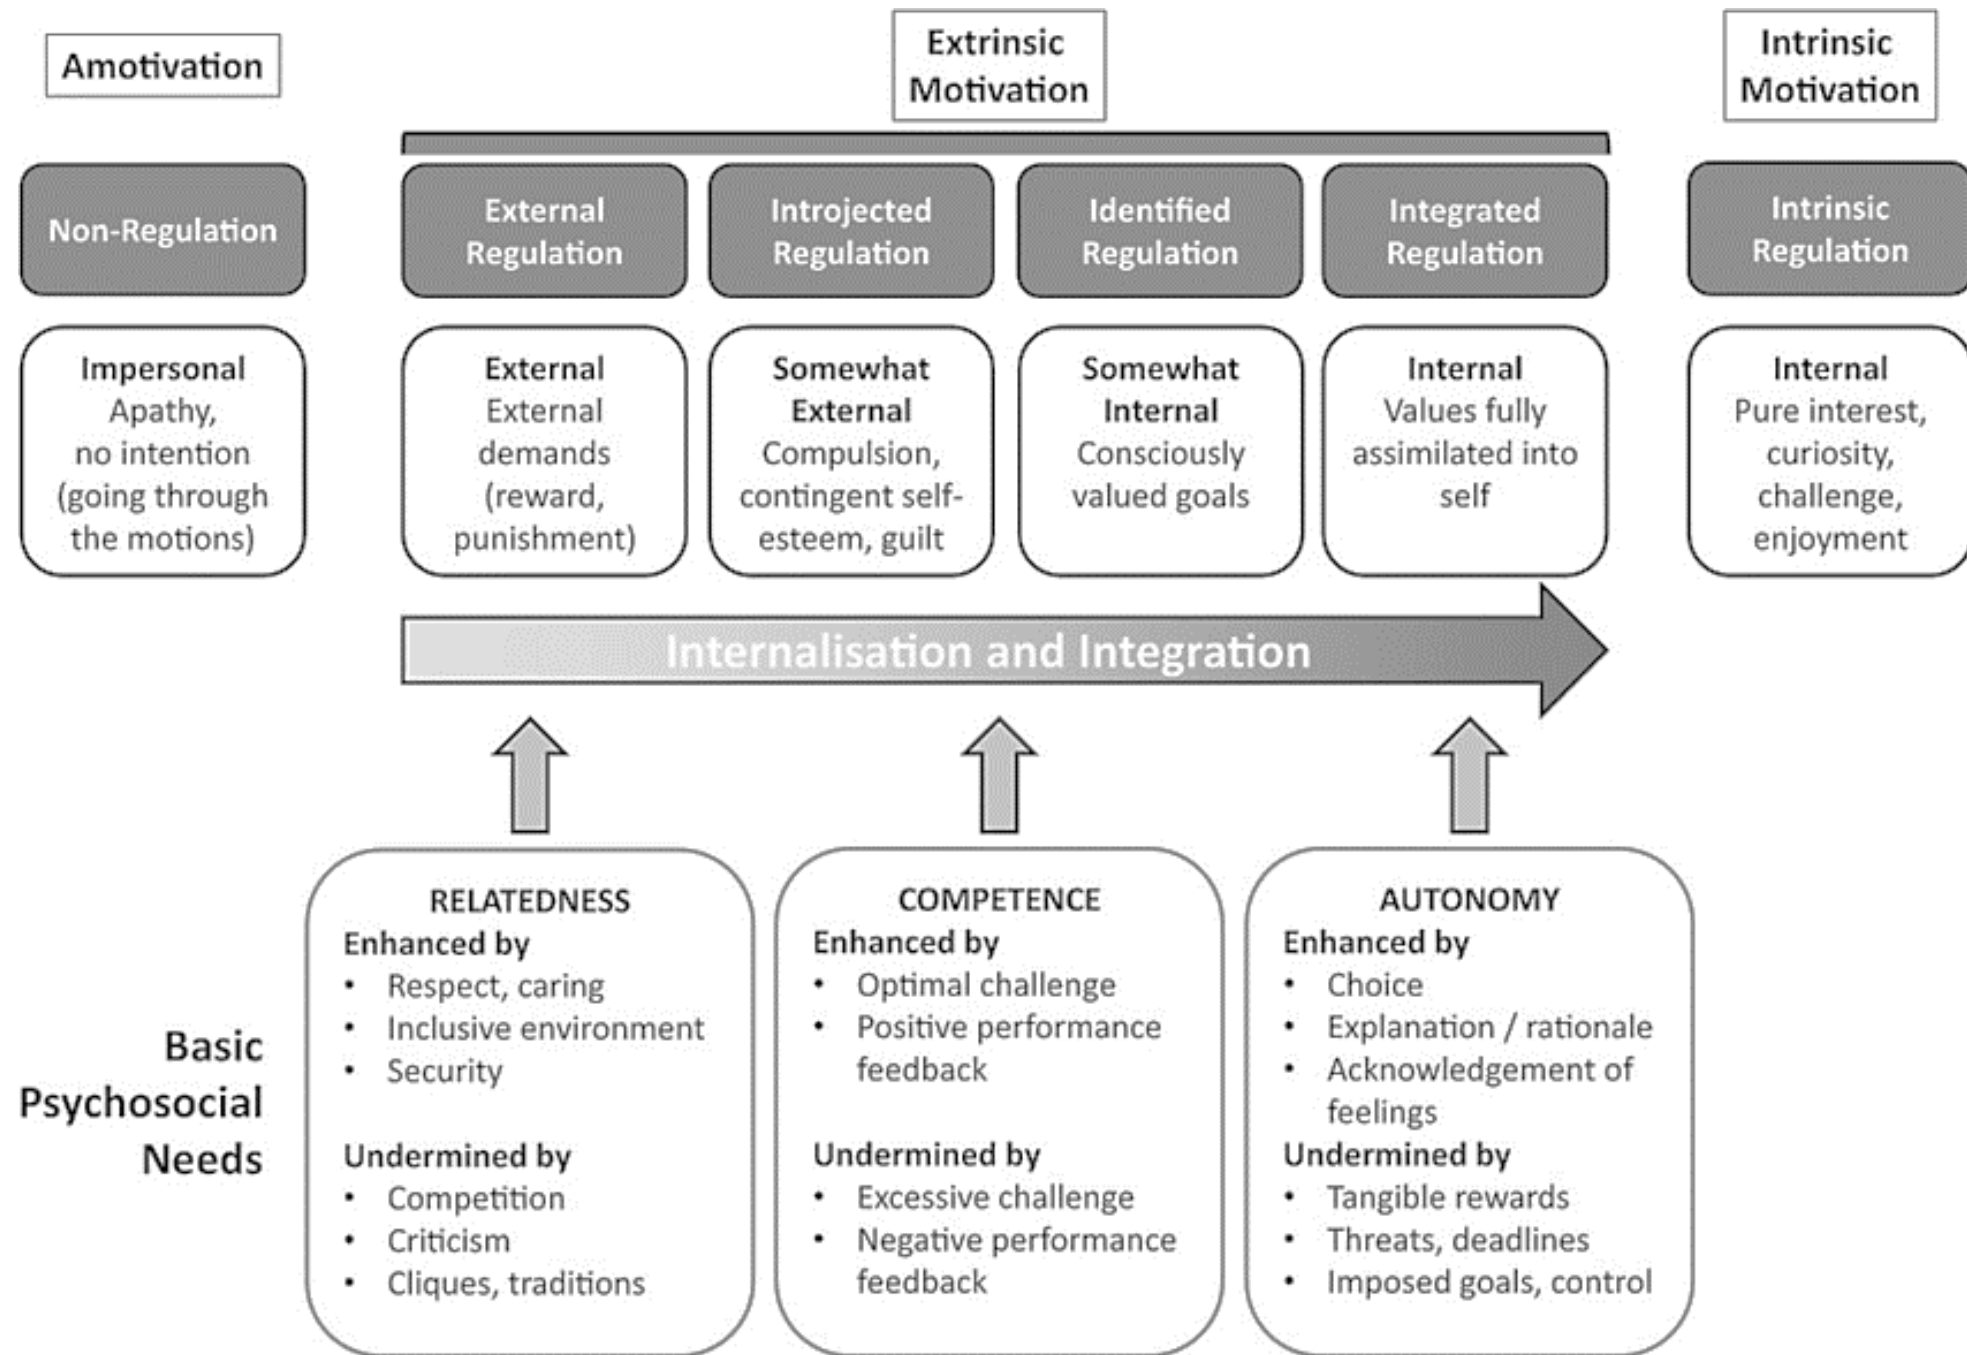 Amotivation
Extrinsic
Motivation
Intrinsic
Motivation
Non-Regulation
External
Regulation
Introjected
Regulation
Identified
Regulation
Integrated
Regulation
Intrinsic
Regulation
Impersonal
Apathy,
no intention
(going through
the motions)
External
External
demands
(reward,
punishment)
Somewhat
External
Compulsion,
contingent self-
esteem, guilt
Somewhat
Internal
Consciously
valued goals
Internal
Values fully
assimilated into
self
Internal
Pure interest,
curiosity,
challenge,
enjoyment
Internalisation and Integration
Basic
Psychosocial
Needs
RELATEDNESS
Enhanced by
• Respect, caring
• Inclusive environment
• Security
Undermined by
• Competition
• Criticism
• Cliques, traditions
COMPETENCE
Enhanced by
• Optimal challenge
• Positive performance
feedback
Undermined by
• Excessive challenge
• Negative performance
feedback
AUTONOMY
Enhanced by
• Choice
• Explanation / rationale
• Acknowledgement of
feelings
Undermined by
• Tangible rewards
• Threats, deadlines
• Imposed goals, control